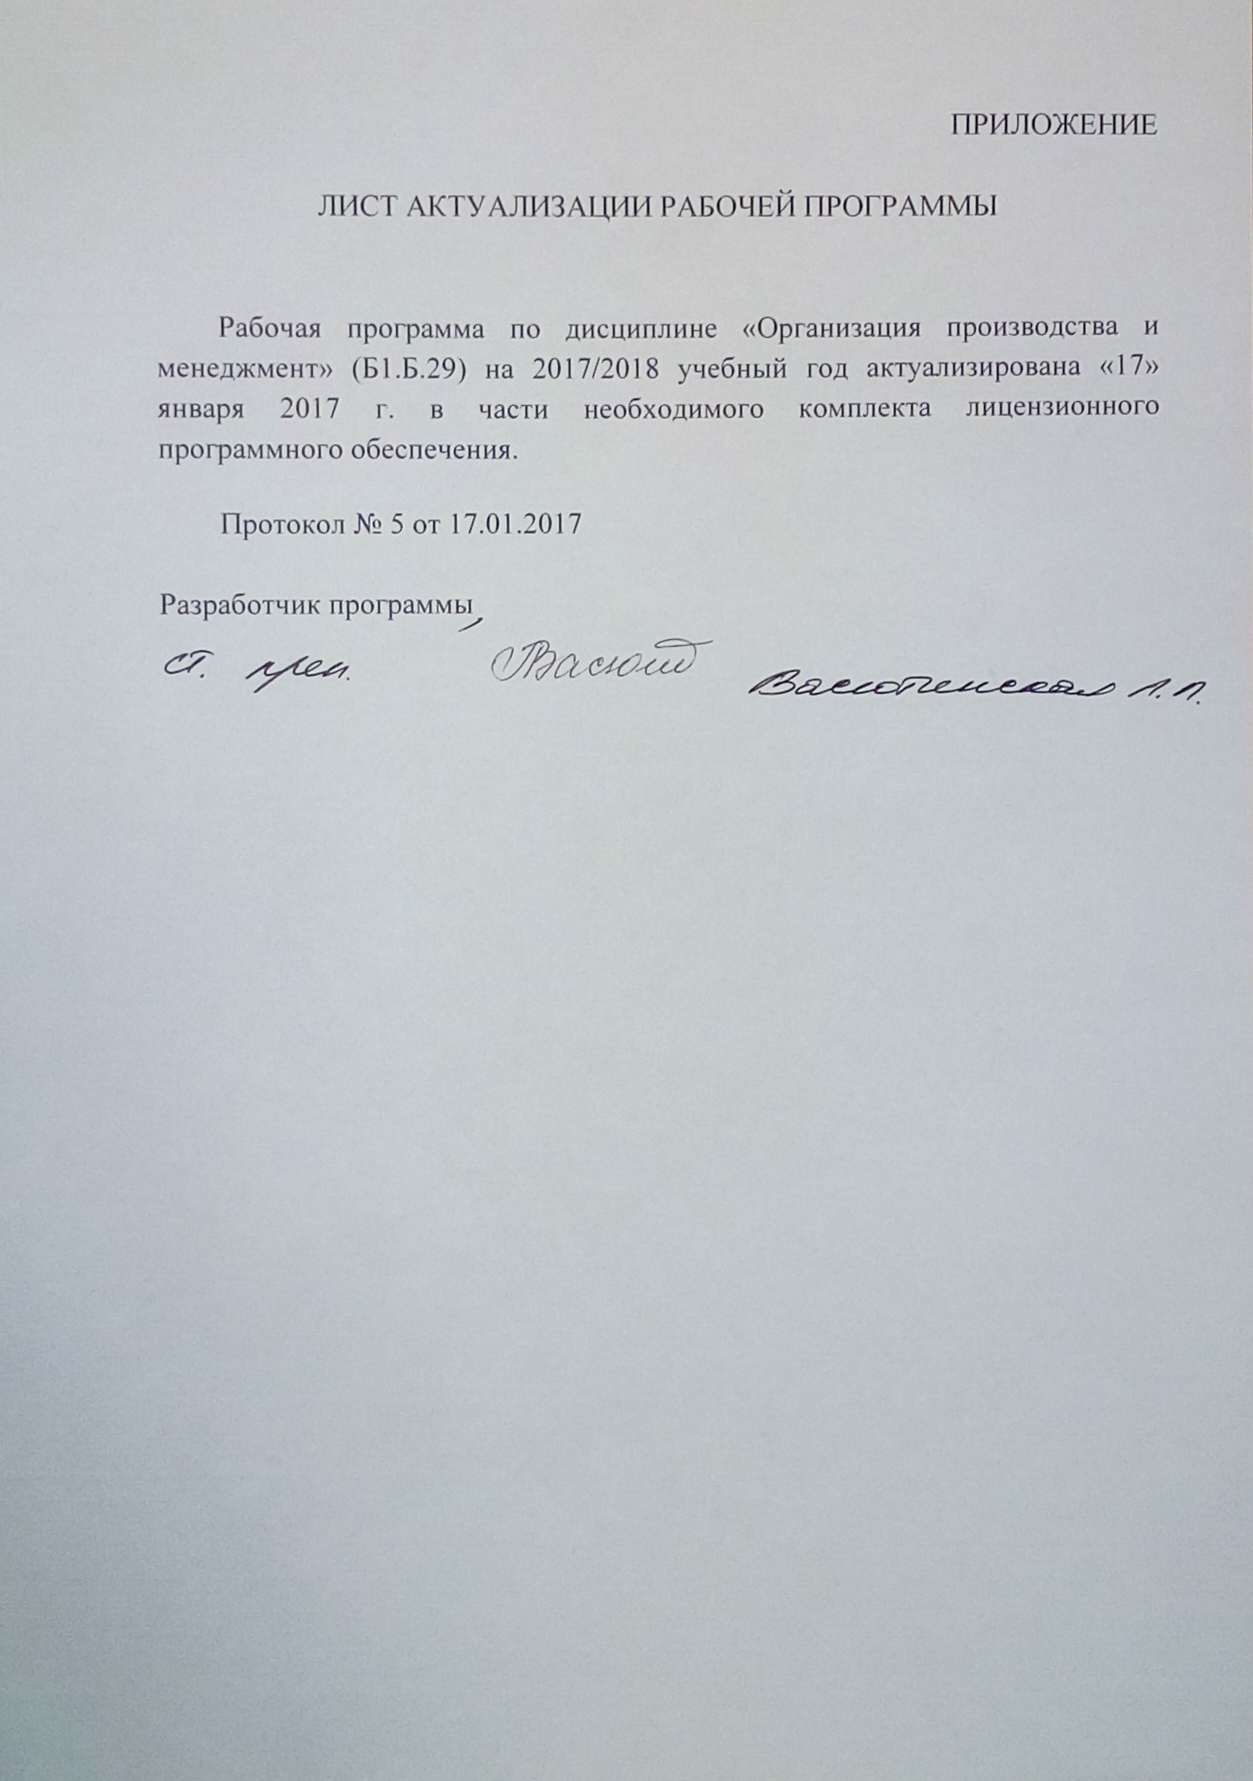 ПРИЛОЖЕНИЕ
ЛИСТ АКТУАЛИЗАЦИИ РАБОЧЕЙ ПРОГРАММЫ
Рабочая программа по дисциплине «Организация производства и
менеджмент» (Б1.Б.29) на 2017/2018 учебный год актуализирована «17»
января 2017 г. в части необходимого комплекта лицензионного
программного обеспечения.
Протокол № 5 от 17.01.2017
Разработчик программы,
ст. преп. Л.П.